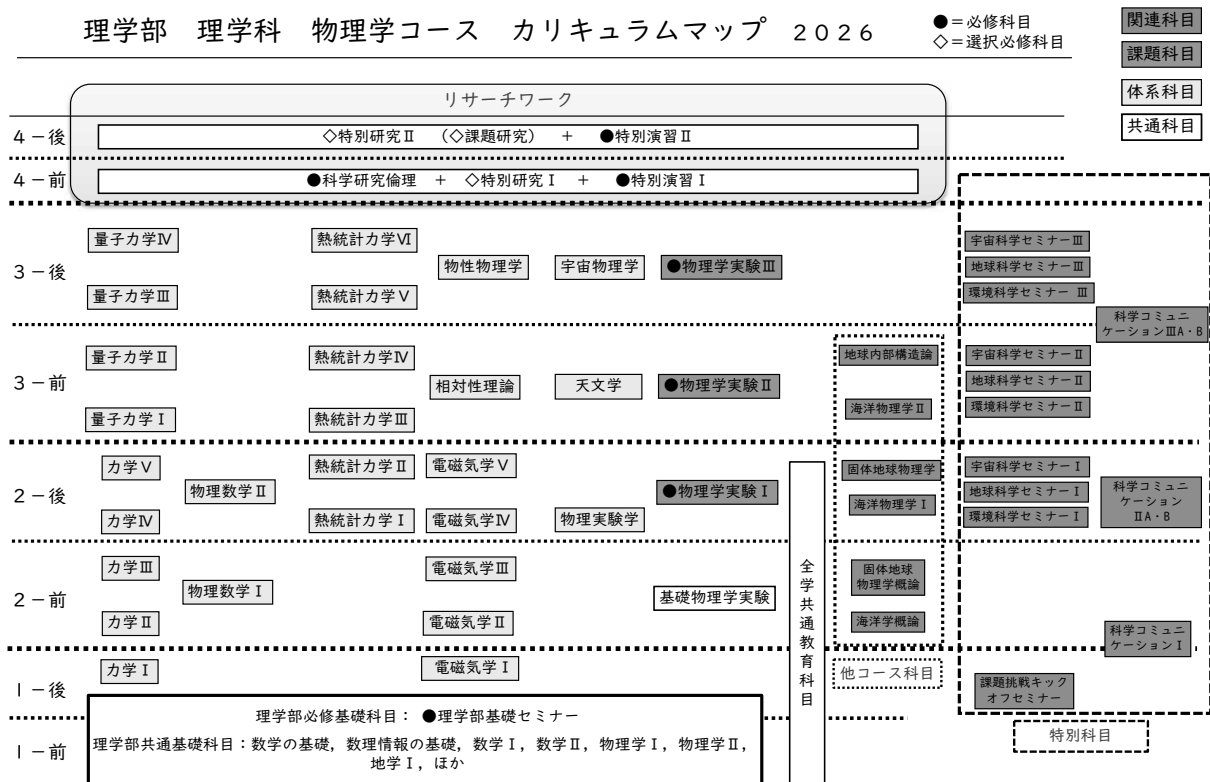 理学部 理学科 物理学コース カリキュラムマップ 2026
●=必修科目
◇=選択必修科目
関連科目
課題科目
体系科目
共通科目
リサーチワーク
4-後
◇特別研究Ⅱ (◇課題研究) + ●特別演習Ⅱ
4-前
●科学研究倫理 + ◇特別研究Ⅰ + ●特別演習Ⅰ
3-後
量子力学Ⅳ
熱統計力学Ⅵ
物性物理学
宇宙物理学
●物理学実験Ⅲ
量子力学Ⅲ
熱統計力学Ⅴ
宇宙科学セミナーⅢ
地球科学セミナーⅢ
環境科学セミナー Ⅲ
科学コミュニ
ケーションⅢA・B
3-前
量子力学Ⅱ
熱統計力学Ⅳ
相対性理論
天文学
●物理学実験Ⅱ
量子力学Ⅰ
熱統計力学Ⅲ
地球内部構造論
海洋物理学Ⅱ
宇宙科学セミナーⅡ
地球科学セミナーⅡ
環境科学セミナーⅡ
2-後
力学Ⅴ
物理数学Ⅱ
力学Ⅳ
熱統計力学Ⅱ
熱統計力学Ⅰ
電磁気学Ⅴ
電磁気学Ⅳ
物理実験学
●物理学実験Ⅰ
固体地球物理学
海洋物理学Ⅰ
宇宙科学セミナーⅠ
地球科学セミナーⅠ
環境科学セミナーⅠ
科学コミュニ
ケーション
ⅡA・B
2-前
力学Ⅲ
物理数学Ⅰ
力学Ⅱ
電磁気学Ⅲ
電磁気学Ⅱ
基礎物理学実験
全学共通教育科目
固体地球
物理学概論
海洋学概論
科学コミュニ
ケーションⅠ
1-後
力学Ⅰ
電磁気学Ⅰ
他コース科目
課題挑戦キック
オフセミナー
特別科目
理学部必修基礎科目: ●理学部基礎セミナー
1-前
理学部共通基礎科目:数学の基礎, 数理情報の基礎, 数学Ⅰ, 数学Ⅱ, 物理学Ⅰ, 物理学Ⅱ,
地学Ⅰ, ほか